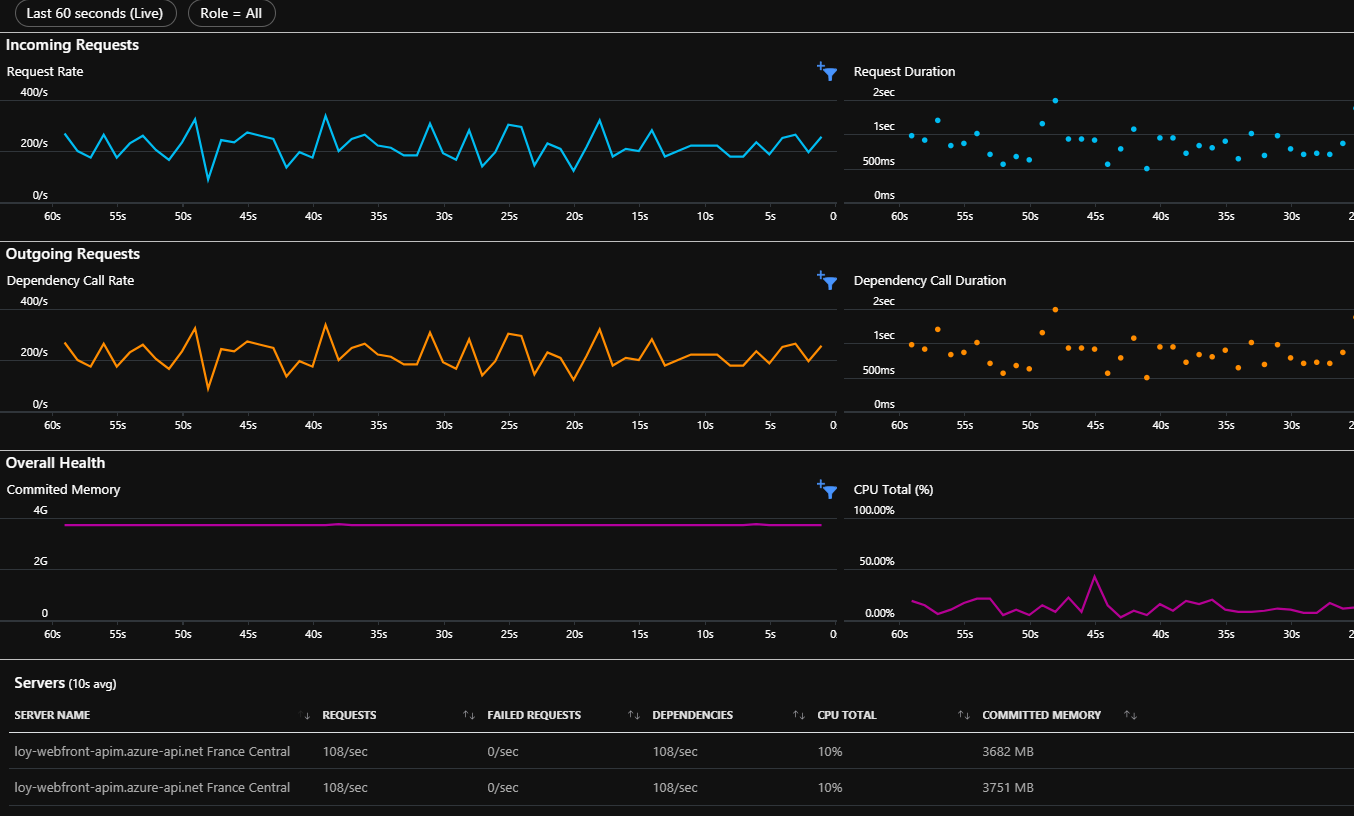 Last 60 seconds (Live) Role = All
Incoming Requests
Request Rate
400/s
200/s
0/s
60s 55s 50s 45s 40s 35s 30s 25s 20s 15s 10s 5s 0
Request Duration
2sec
1sec
500ms
0ms
60s 55s 50s 45s 40s 35s 30s 2
Outgoing Requests
Dependency Call Rate
400/s
200/s
0/s
60s 55s 50s 45s 40s 35s 30s 25s 20s 15s 10s 5s 0
Dependency Call Duration
2sec
1sec
500ms
0ms
60s 55s 50s 45s 40s 35s 30s 2
Overall Health
Commited Memory
4G
2G
0
60s 55s 50s 45s 40s 35s 30s 25s 20s 15s 10s 5s 0
CPU Total (%)
100.00%
50.00%
0.00%
60s 55s 50s 45s 40s 35s 30s 2
Servers (10s avg)
SERVER NAME REQUESTS FAILED REQUESTS DEPENDENCIES CPU TOTAL COMMITTED MEMORY
loy-webfront-apim.azure-api.net France Central 108/sec 0/sec 108/sec 10% 3682 MB
loy-webfront-apim.azure-api.net France Central 108/sec 0/sec 108/sec 10% 3751 MB